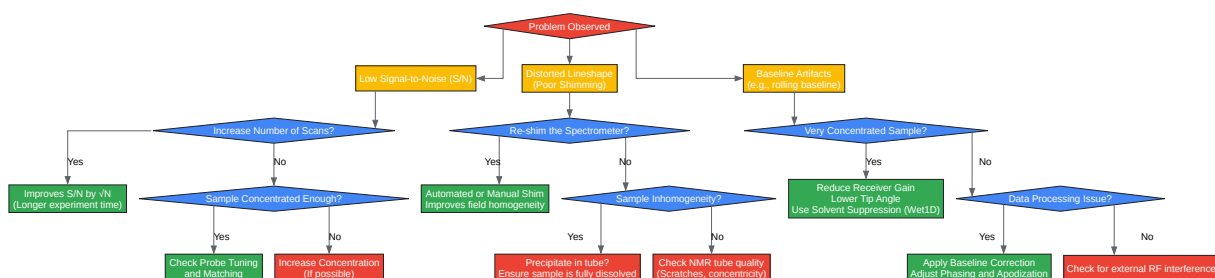 Problem Observed
Low Signal-to-Noise (S/N)
Distorted Lineshape
(Poor Shimming)
Baseline Artifacts
(e.g., rolling baseline)
Increase Number of Scans?
Re-shim the Spectrometer?
Very Concentrated Sample?
Yes
No
Yes
No
Yes
No
Improves S/N by √N
(Longer experiment time)
Sample Concentrated Enough?
Automated or Manual Shim
Improves field homogeneity
Sample Inhomogeneity?
Reduce Receiver Gain
Lower Tip Angle
Use Solvent Suppression (Wet1D)
Data Processing Issue?
Yes
No
Yes
No
Yes
No
Check Probe Tuning
and Matching
Increase Concentration
(If possible)
Precipitate in tube?
Ensure sample is fully dissolved
Check NMR tube quality
(Scratches, concentricity)
Apply Baseline Correction
Adjust Phasing and Apodization
Check for external RF interference